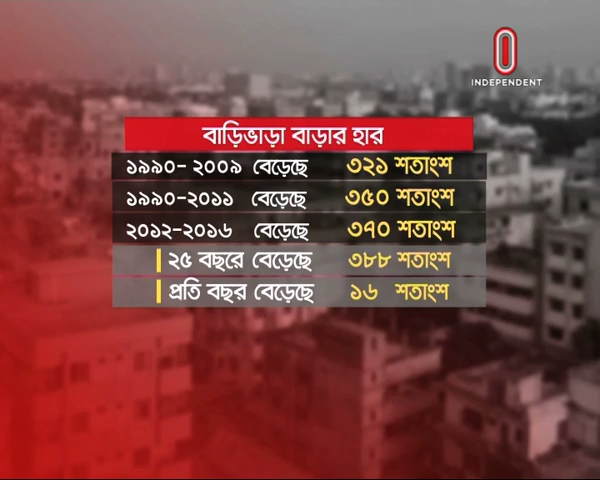 INDEPENDENT
বাড়িভাড়া বাড়ার হার
১৯৯০- ২০০৯ বেড়েছে ৩২১ শতাংশ
১৯৯০-২০১১ বেড়েছে ৩৫০ শতাংশ
২০১২-২০১৬ বেড়েছে ৩৭০ শতাংশ
২৫ বছরে বেড়েছে ৩৮৮ শতাংশ
প্রতি বছর বেড়েছে ১৬ শতাংশ